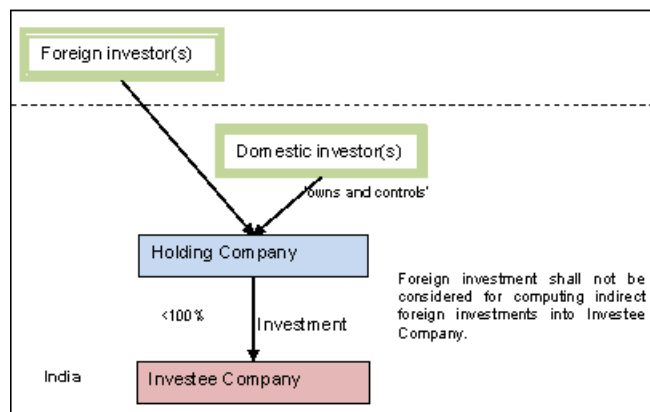 Foreign investor(s)
Domestic investor(s)
'owns and controls'
Holding Company
Foreign investment shall not be
considered for computing indirect
foreign investments into Investee
Company.
<100%
Investment
India
Investee Company